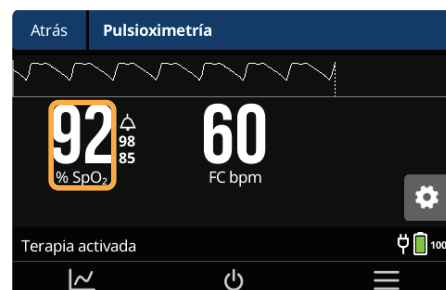 Atrás Pulsioximetría
92 98 60
85
% SpO₂ FC bpm
Terapia activada 100